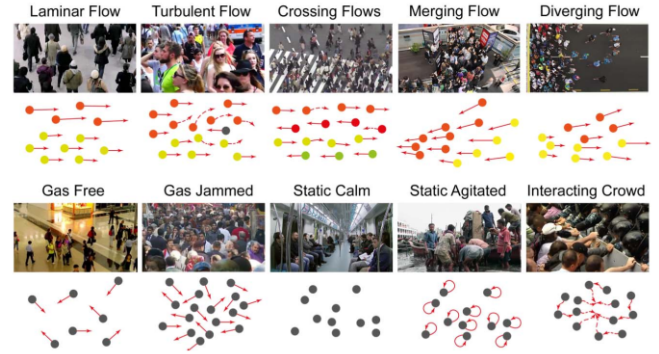 Laminar Flow
Turbulent Flow
Crossing Flows
Merging Flow
Diverging Flow
Gas Free
Gas Jammed
Static Calm
Static Agitated
Interacting Crowd